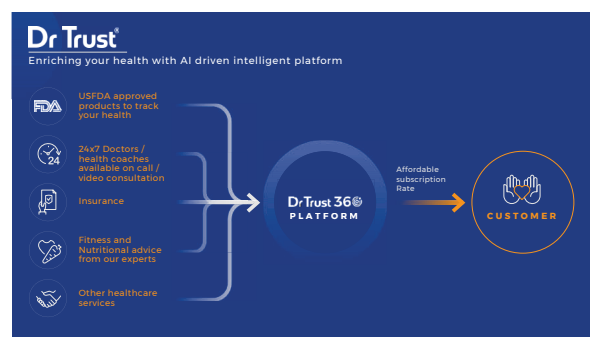 Dr Trust®
Enriching your health with AI driven intelligent platform
FDA
USFDA approved
products to track
your health
24
24x7 Doctors /
health coaches
available on call /
video consultation
Insurance
Fitness and
Nutritional advice
from our experts
Other healthcare
services
Dr Trust 360
PLATFORM
Affordable
subscription
Rate
CUSTOMER